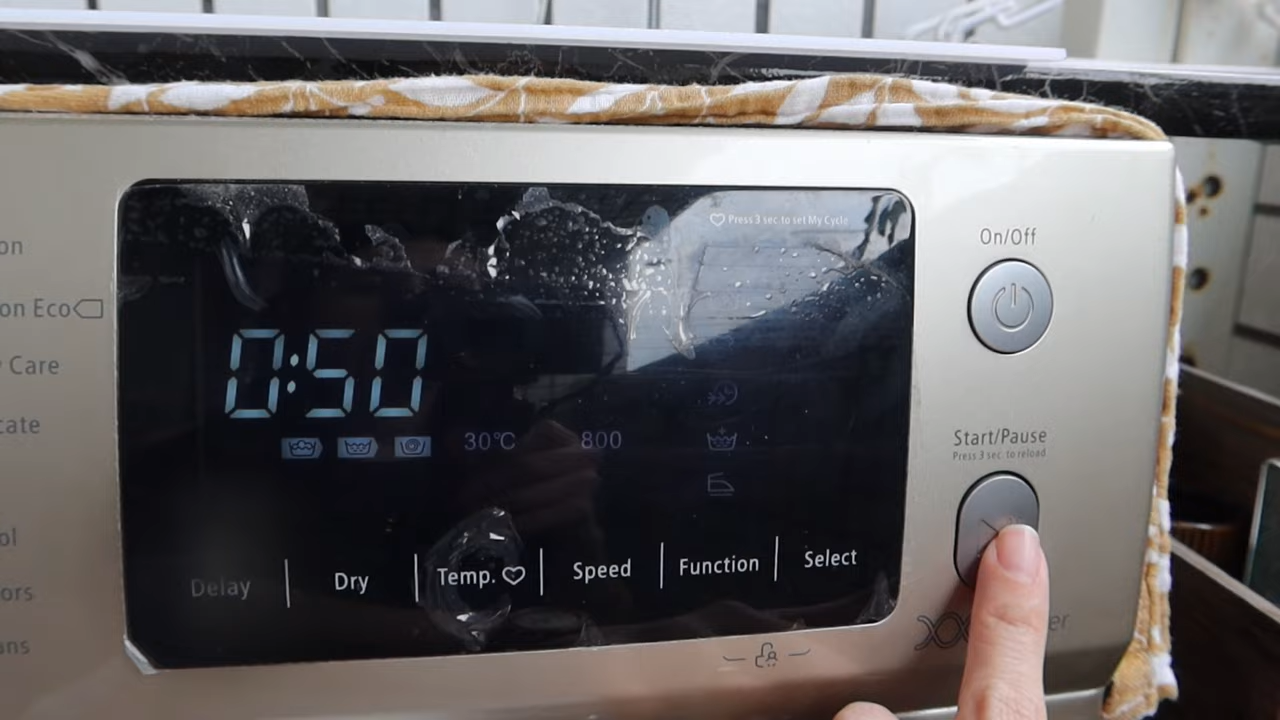 Press 3 sec. to set My Cycle
On/Off
on
on Eco
Care
cate
0:50
30°C
800
Start/Pause
Press 3 sec. to reload
ol
ors
ans
Delay
Dry
Temp.
Speed
Function
Select
er